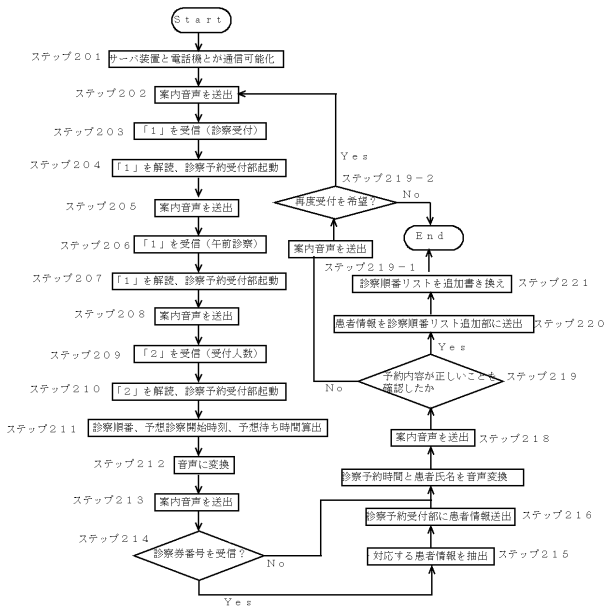 Start
ステップ201
サーバ装置と電話機とが通信可能化
ステップ202
案内音声を送出
ステップ203
「1」を受信(診察受付)
ステップ204
「1」を解読、診察予約受付部起動
ステップ205
案内音声を送出
ステップ206
「1」を受信(午前診察)
ステップ207
「1」を解読、診察予約受付部起動
ステップ208
案内音声を送出
ステップ209
「2」を受信(受付人数)
ステップ210
「2」を解読、診察予約受付部起動
ステップ211
診察順番、予想診察開始時刻、予想待ち時間算出
ステップ212
音声に変換
ステップ213
案内音声を送出
ステップ214
診察券番号を受信?
No
Yes
対応する患者情報を抽出
ステップ215
診察予約受付部に患者情報送出
ステップ216
診察予約時間と患者氏名を音声変換
案内音声を送出
ステップ218
予約内容が正しいことも
確認したか
ステップ219
No
Yes
患者情報を診察順番リスト追加部に送出
ステップ220
診察順番リストを追加書き換え
ステップ221
End
ステップ219-1
案内音声を送出
ステップ219-2
再度受付を希望?
Yes
No